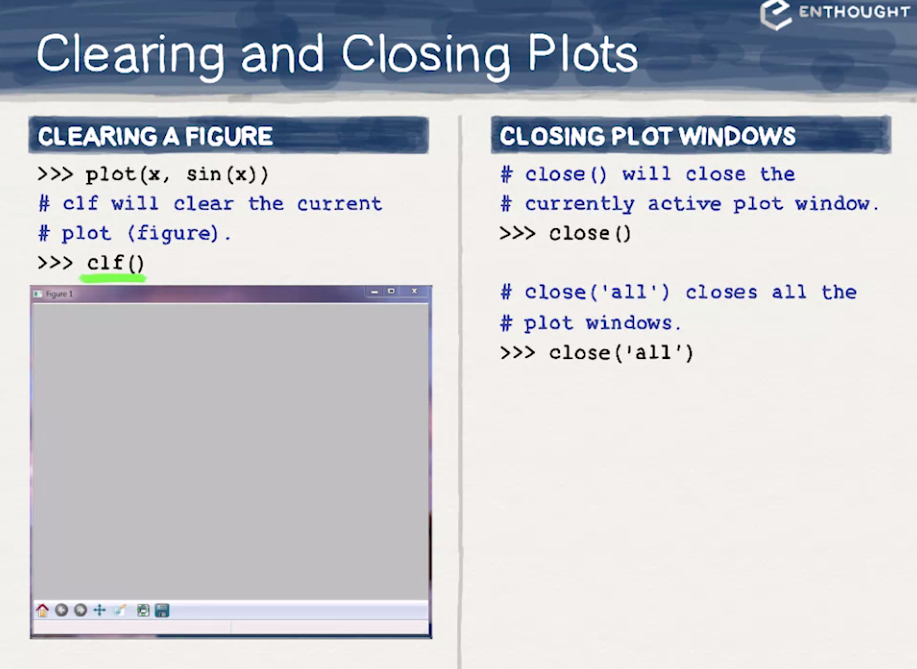 ENTHOUGHT
Clearing and Closing Plots
CLEARING A FIGURE
>>> plot(x, sin(x))
# clf will clear the current
# plot (figure).
>>> clf()
Figure 1
CLOSING PLOT WINDOWS
# close() will close the
# currently active plot window.
>>> close()
# close('all') closes all the
# plot windows.
>>> close('all')